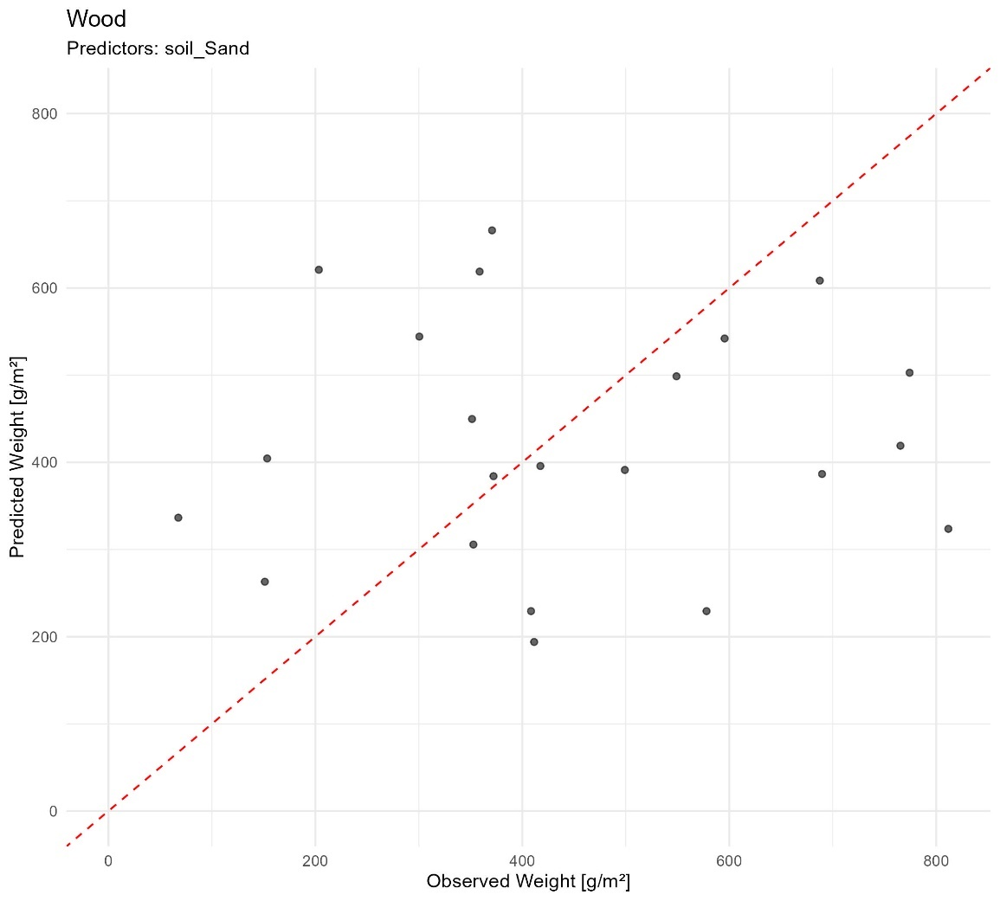 Wood
Predictors: soil_Sand
Predicted Weight [g/m²]
800
600
400
200
0
0 200 400 600 800
Observed Weight [g/m²]